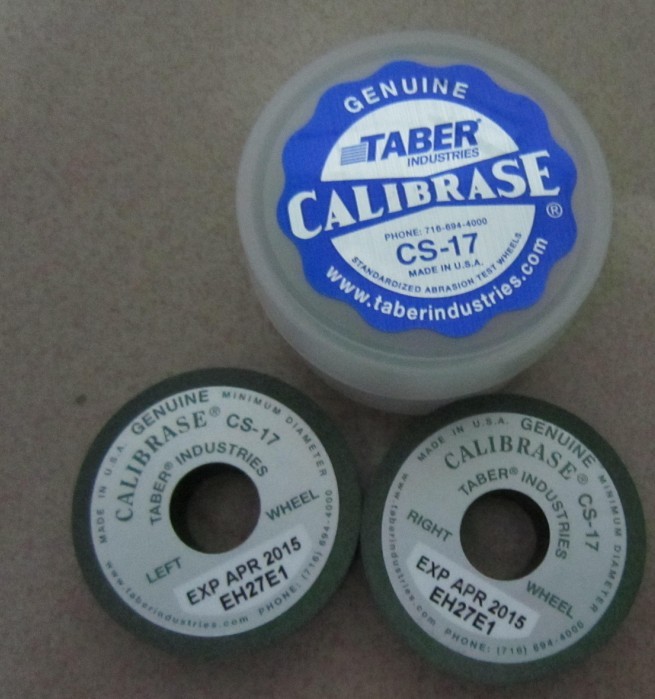 GENUINE
TABER®
INDUSTRIES
CALIBRASE®
PHONE: 716-694-4000
CS-17
MADE IN U.S.A.
STANDARDIZED ABRASION TEST WHEELS
www.taberindustries.com
MADE IN U.S.A. GENUINE MINIMUM DIAMETER
CALIBRASE® CS-17
TABER® INDUSTRIES
LEFT WHEEL
EXP APR 2015
EH27E1
www.taberindustries.com PHONE: (716) 694-4000
MADE IN U.S.A. GENUINE MINIMUM DIAMETER
CALIBRASE® CS-17
TABER® INDUSTRIES
RIGHT WHEEL
EXP APR 2015
EH27E1
www.taberindustries.com PHONE: (716) 694-4000